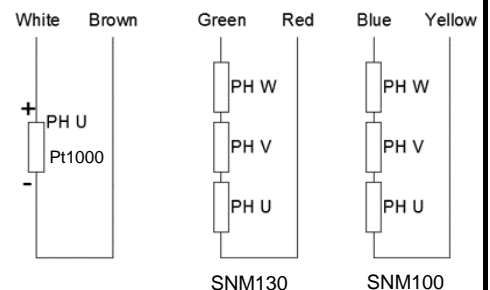 White Brown Green Red Blue Yellow
+ PH U
Pt1000
-
PH W PH W
PH V PH V
PH U PH U
SNM130 SNM100